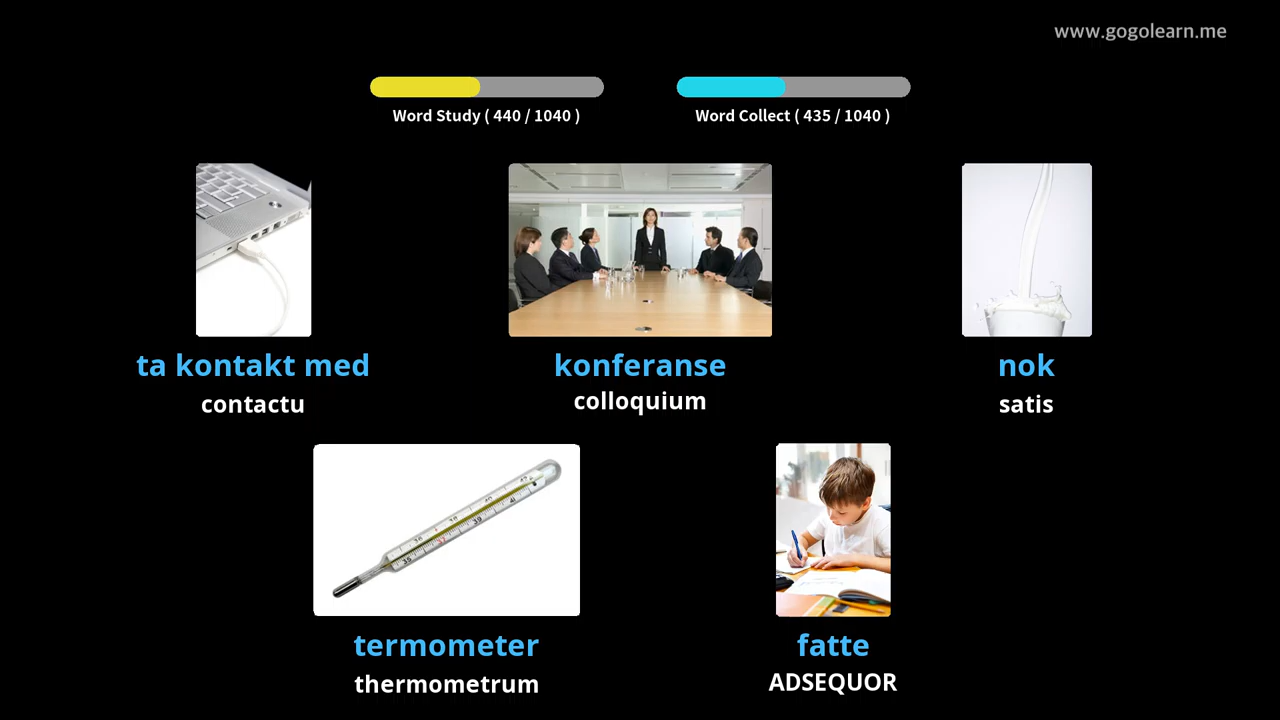 www.gogolearn.me
Word Study ( 440 / 1040 )
Word Collect ( 435 / 1040 )
ta kontakt med
contactu
konferanse
colloquium
nok
satis
termometer
thermometrum
fatte
ADSEQUOR